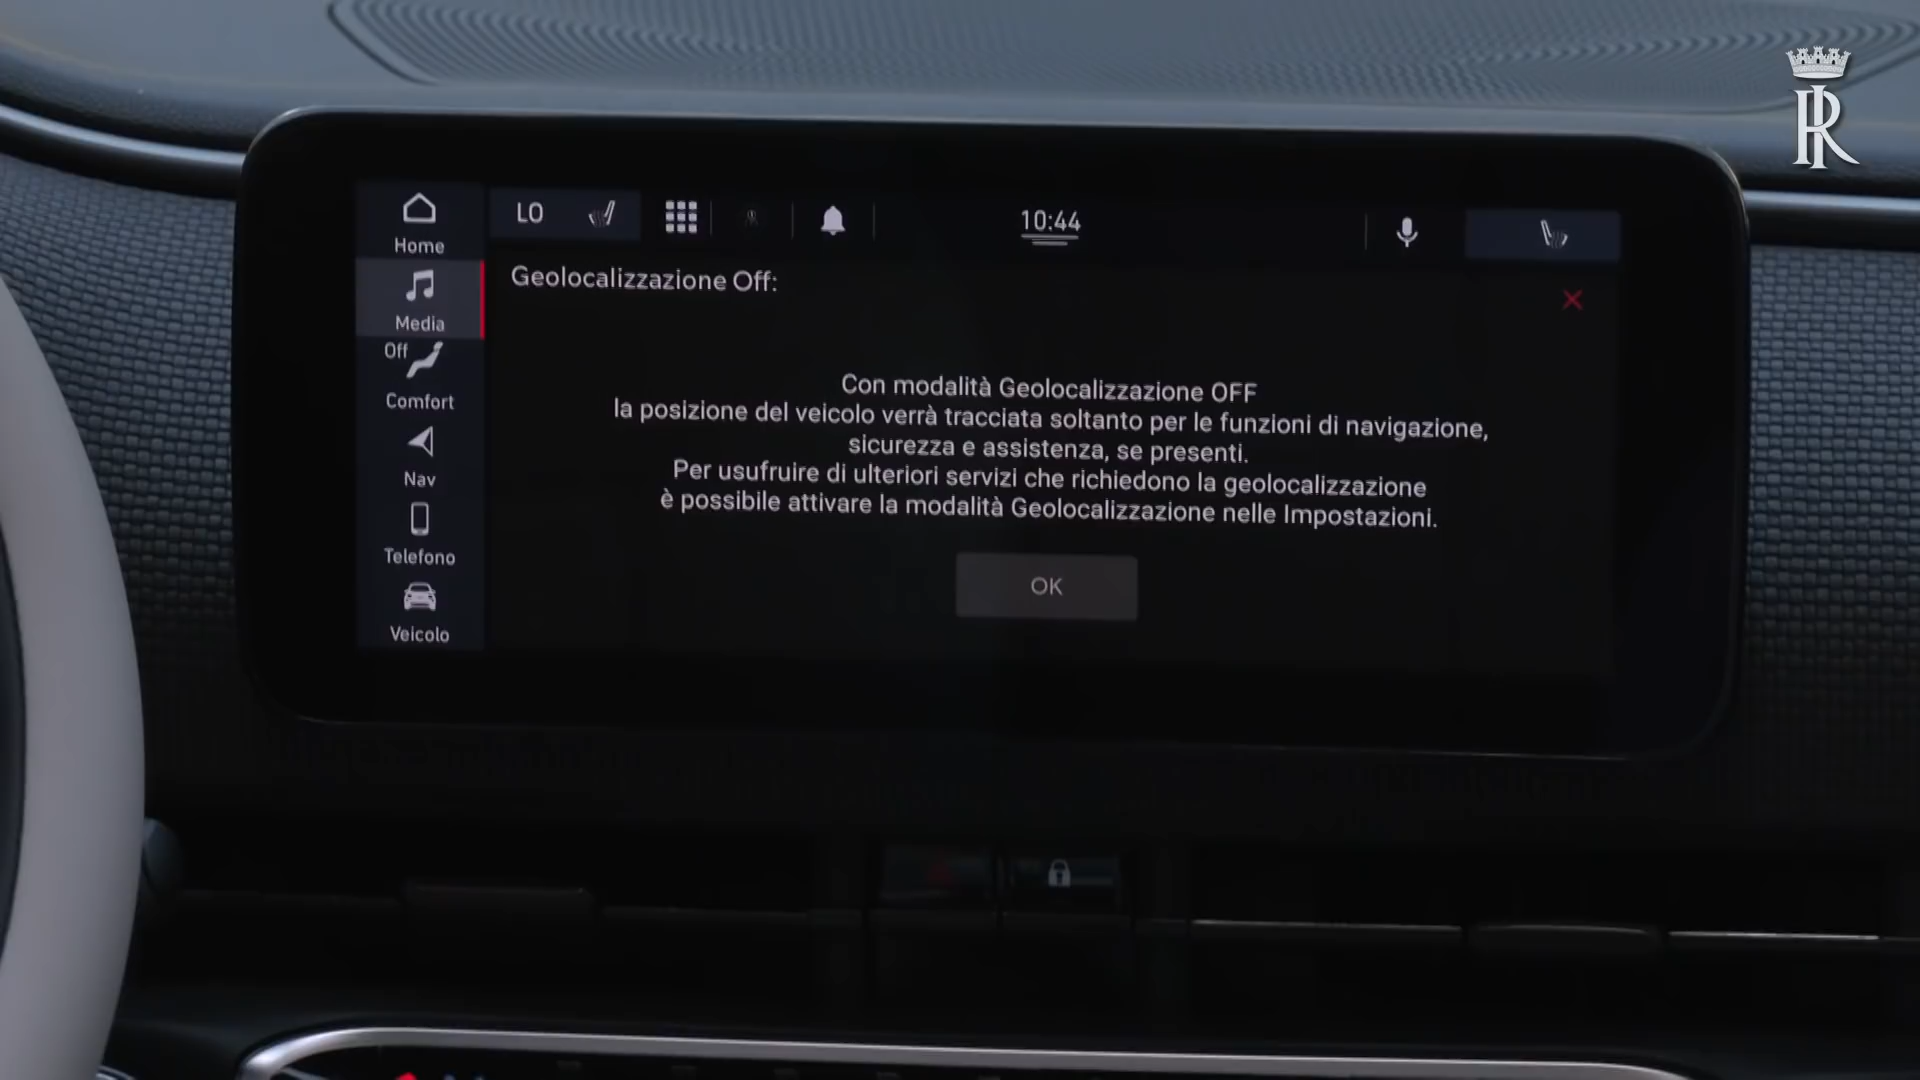 LO
10:44
Home
Media
Off
Comfort
Nav
Telefono
Veicolo
Geolocalizzazione Off:
Con modalità Geolocalizzazione OFF
la posizione del veicolo verrà tracciata soltanto per le funzioni di navigazione,
sicurezza e assistenza, se presenti.
Per usufruire di ulteriori servizi che richiedono la geolocalizzazione
è possibile attivare la modalità Geolocalizzazione nelle Impostazioni.
OK
IR